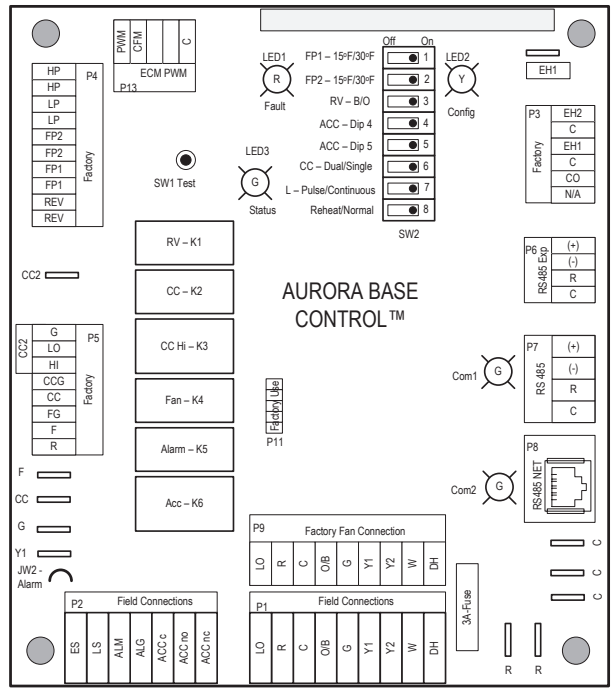 PWM
CFM
C
ECM PWM
P13
LED1
R
Fault
Off On
FP1 – 15ºF/30ºF 1
FP2 – 15ºF/30ºF 2
RV – B/O 3
ACC – Dip 4 4
ACC – Dip 5 5
CC – Dual/Single 6
L – Pulse/Continuous 7
Reheat/Normal 8
SW2
LED2
Y
Config
EH1
HP
HP
LP
LP
FP2
FP2
FP1
FP1
REV
REV
P4
Factory
SW1 Test
LED3
G
Status
P3
Factory
EH2
C
EH1
C
CO
N/A
RV – K1
CC – K2
CC Hi – K3
Fan – K4
Alarm – K5
Acc – K6
AURORA BASE
CONTROL™
P6
RS485 Exp
(+)
(-)
R
C
CC2
CC2
G
LO
HI
CCG
CC
FG
F
R
P5
Factory
Factory Use
P11
Com1
G
P7
RS 485
(+)
(-)
R
C
Com2
G
P8
RS485 NET
F
CC
G
Y1
JW2 -
Alarm
P9 Factory Fan Connection
LO
R
C
O/B
G
Y1
Y2
W
DH
C
C
C
P2 Field Connections
ES
LS
ALM
ALG
ACC c
ACC no
ACC nc
P1 Field Connections
LO
R
C
O/B
G
Y1
Y2
W
DH
3A-Fuse
R
R